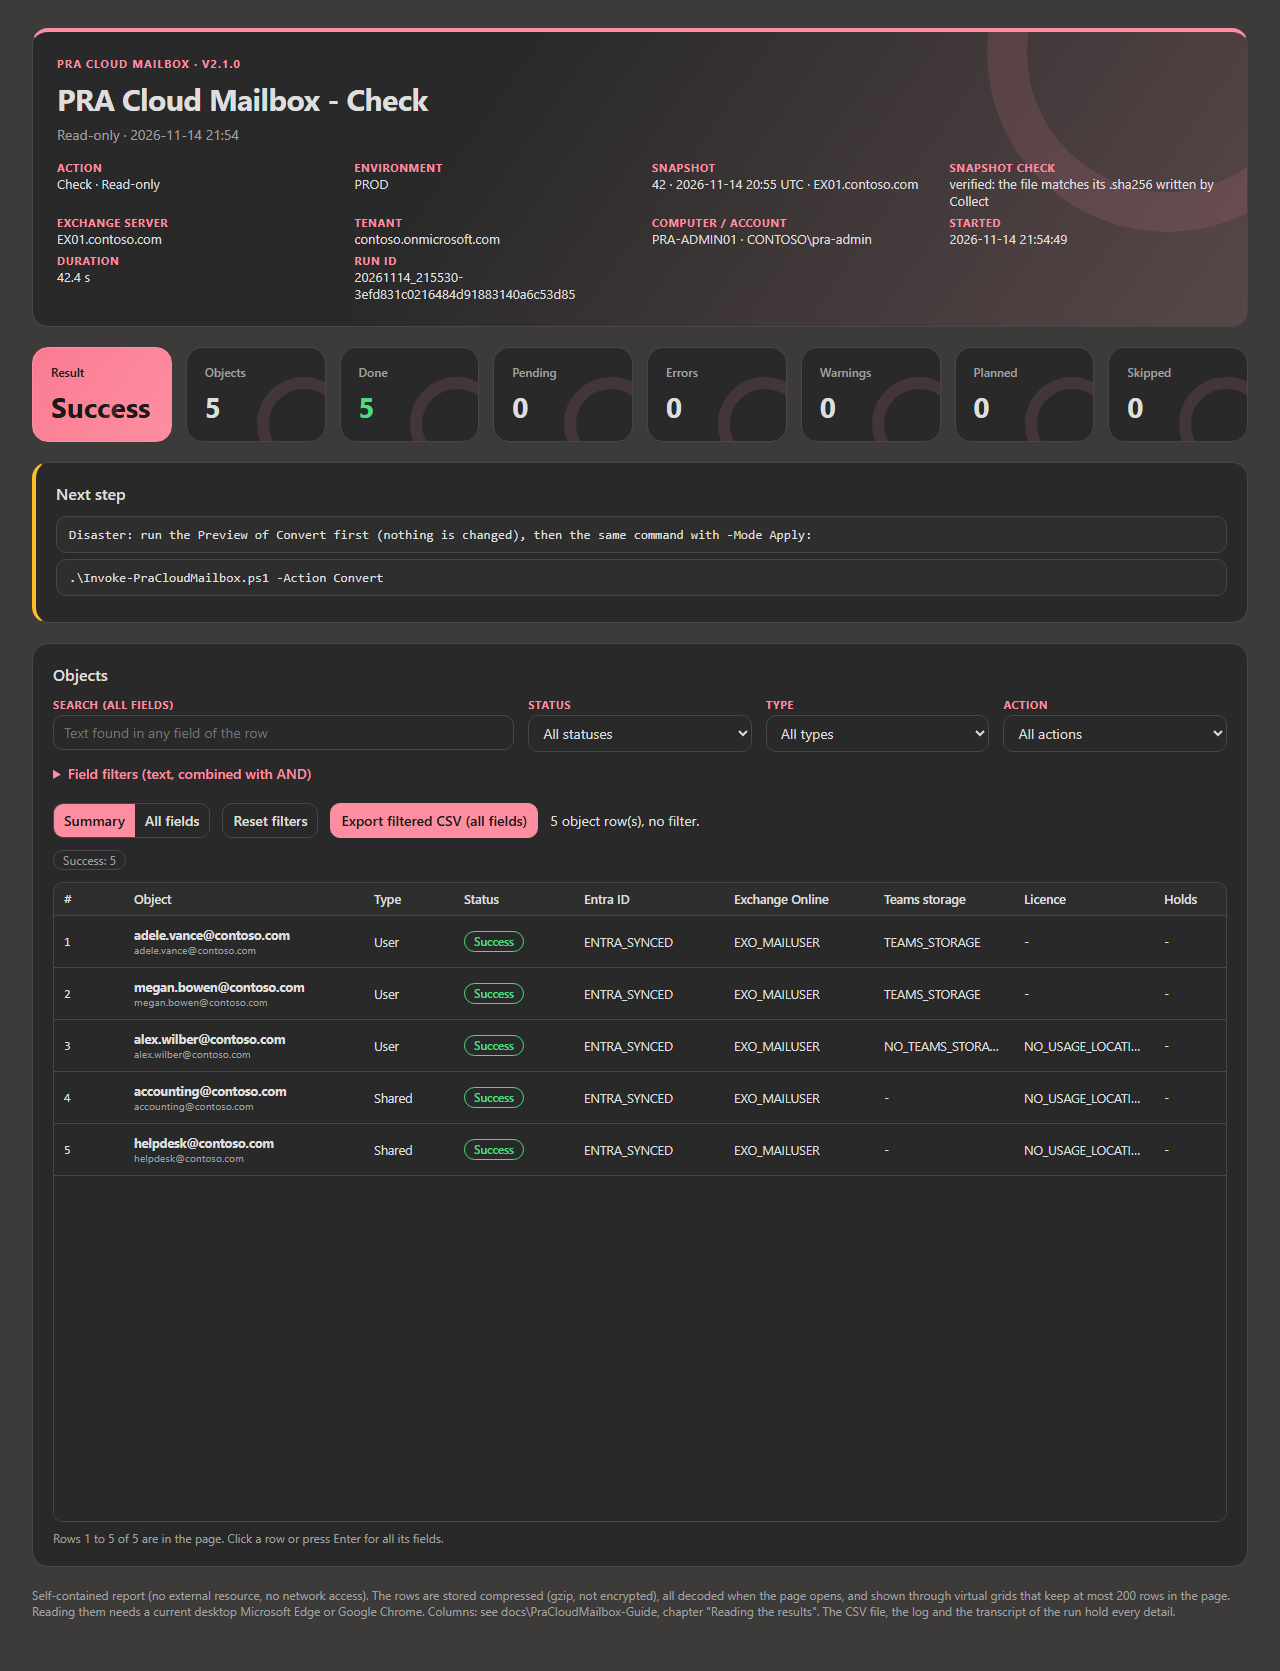 PRA CLOUD MAILBOX · V2.1.0
PRA Cloud Mailbox - Check
Read-only · 2026-11-14 21:54
ACTION
Check · Read-only
ENVIRONMENT
PROD
SNAPSHOT
42 · 2026-11-14 20:55 UTC · EX01.contoso.com
SNAPSHOT CHECK
verified: the file matches its .sha256 written by
Collect
EXCHANGE SERVER
EX01.contoso.com
TENANT
contoso.onmicrosoft.com
COMPUTER / ACCOUNT
PRA-ADMIN01 · CONTOSO\pra-admin
STARTED
2026-11-14 21:54:49
DURATION
42.4 s
RUN ID
20261114_215530-
3efd831c0216484d91883140a6c53d85
Result
Success
Objects
5
Done
5
Pending
0
Errors
0
Warnings
0
Planned
0
Skipped
0
Next step
Disaster: run the Preview of Convert first (nothing is changed), then the same command with -Mode Apply:
.\Invoke-PraCloudMailbox.ps1 -Action Convert
Objects
SEARCH (ALL FIELDS)
Text found in any field of the row
STATUS
All statuses
TYPE
All types
ACTION
All actions
Field filters (text, combined with AND)
Summary All fields Reset filters Export filtered CSV (all fields) 5 object row(s), no filter.
Success: 5
# Object Type Status Entra ID Exchange Online Teams storage Licence Holds
1 adele.vance@contoso.com User Success ENTRA_SYNCED EXO_MAILUSER TEAMS_STORAGE - -
adele.vance@contoso.com
2 megan.bowen@contoso.com User Success ENTRA_SYNCED EXO_MAILUSER TEAMS_STORAGE - -
megan.bowen@contoso.com
3 alex.wilber@contoso.com User Success ENTRA_SYNCED EXO_MAILUSER NO_TEAMS_STORA... NO_USAGE_LOCATI... -
alex.wilber@contoso.com
4 accounting@contoso.com Shared Success ENTRA_SYNCED EXO_MAILUSER - NO_USAGE_LOCATI... -
accounting@contoso.com
5 helpdesk@contoso.com Shared Success ENTRA_SYNCED EXO_MAILUSER - NO_USAGE_LOCATI... -
helpdesk@contoso.com
Rows 1 to 5 of 5 are in the page. Click a row or press Enter for all its fields.
Self-contained report (no external resource, no network access). The rows are stored compressed (gzip, not encrypted), all decoded when the page opens, and shown through virtual grids that keep at most 200 rows in the page.
Reading them needs a current desktop Microsoft Edge or Google Chrome. Columns: see docs\PraCloudMailbox-Guide, chapter "Reading the results". The CSV file, the log and the transcript of the run hold every detail.